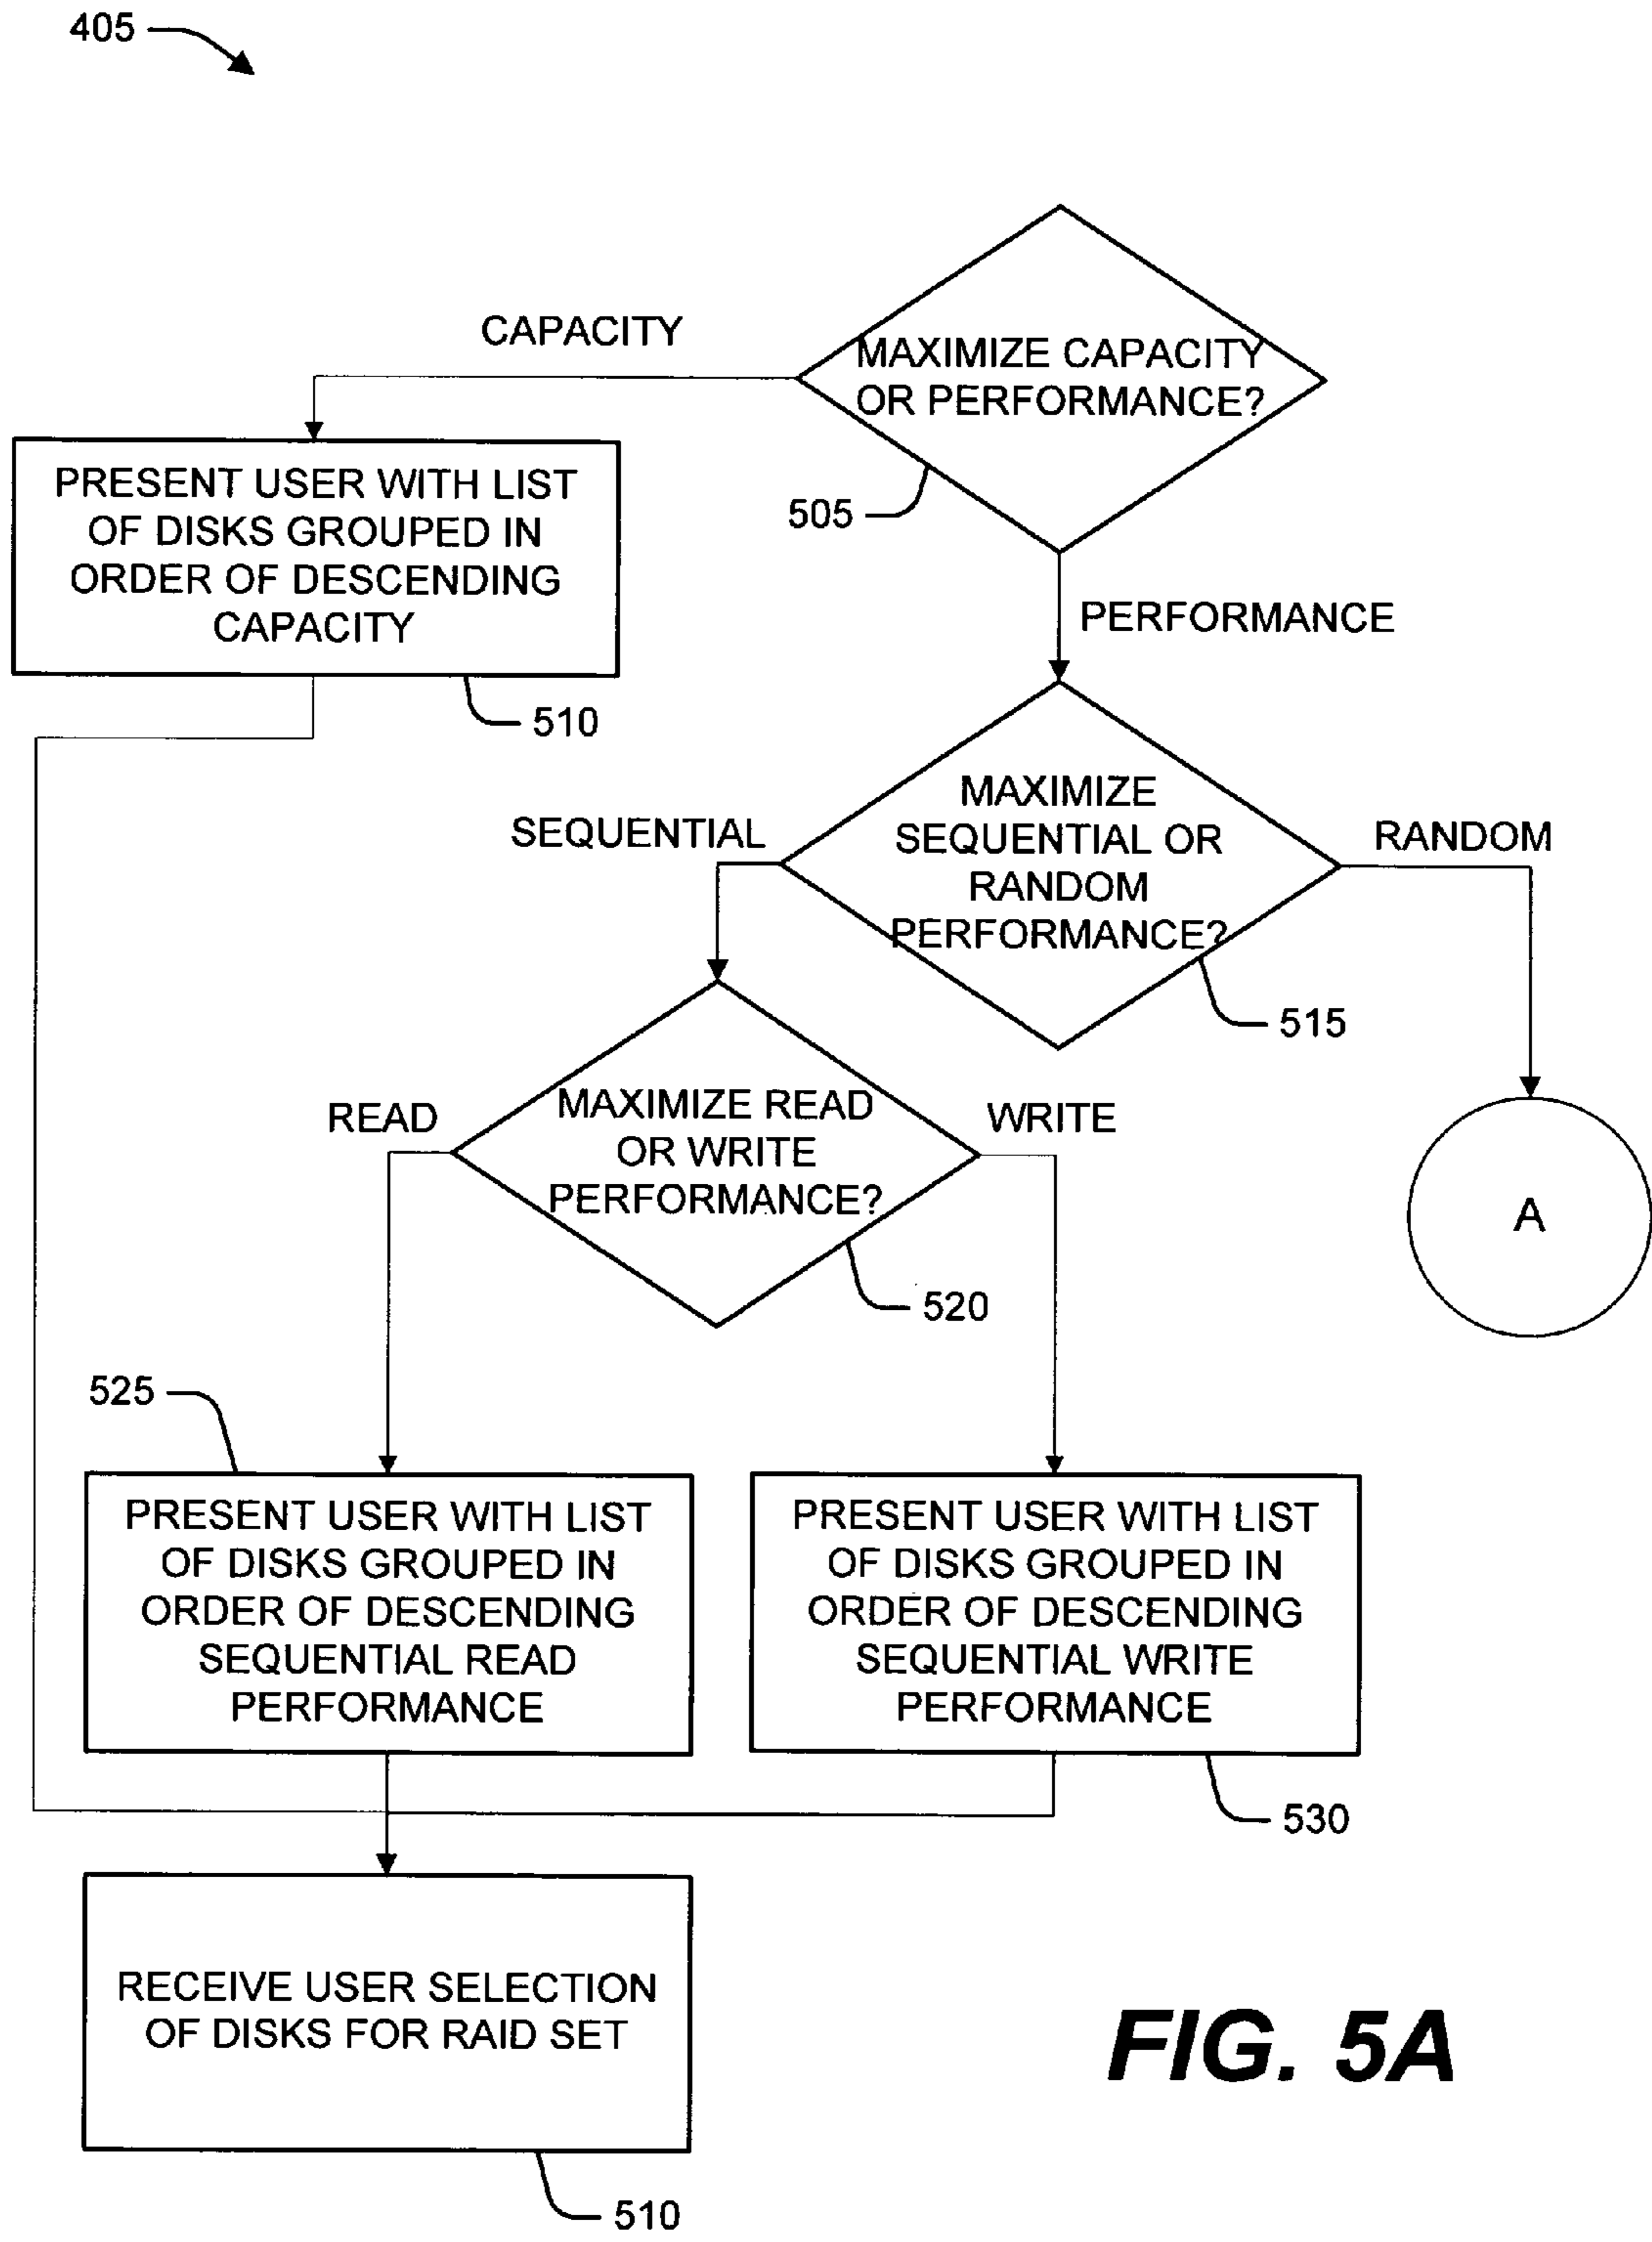 405
CAPACITY
MAXIMIZE CAPACITY
OR PERFORMANCE?
505
PRESENT USER WITH LIST
OF DISKS GROUPED IN
ORDER OF DESCENDING
CAPACITY
510
PERFORMANCE
SEQUENTIAL
MAXIMIZE
SEQUENTIAL OR
RANDOM
PERFORMANCE?
RANDOM
515
READ
MAXIMIZE READ
OR WRITE
PERFORMANCE?
WRITE
520
A
525
PRESENT USER WITH LIST
OF DISKS GROUPED IN
ORDER OF DESCENDING
SEQUENTIAL READ
PERFORMANCE
PRESENT USER WITH LIST
OF DISKS GROUPED IN
ORDER OF DESCENDING
SEQUENTIAL WRITE
PERFORMANCE
530
RECEIVE USER SELECTION
OF DISKS FOR RAID SET
510
FIG. 5A